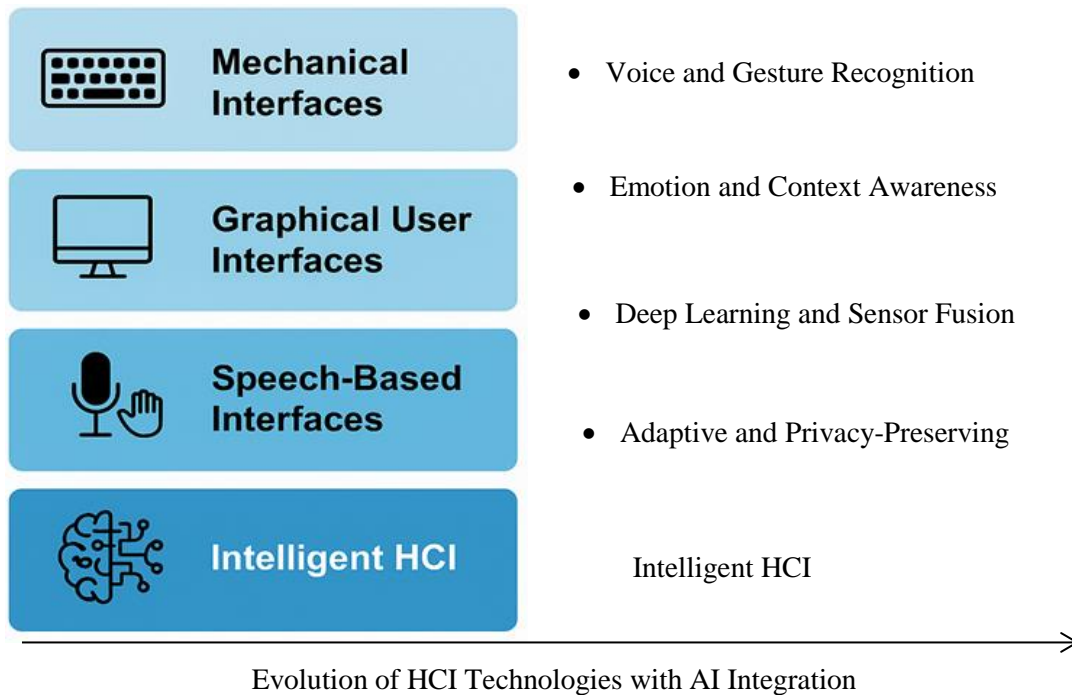 Mechanical
Interfaces
Graphical User
Interfaces
Speech-Based
Interfaces
Intelligent HCI
• Voice and Gesture Recognition
• Emotion and Context Awareness
• Deep Learning and Sensor Fusion
• Adaptive and Privacy-Preserving
Intelligent HCI
Evolution of HCI Technologies with AI Integration